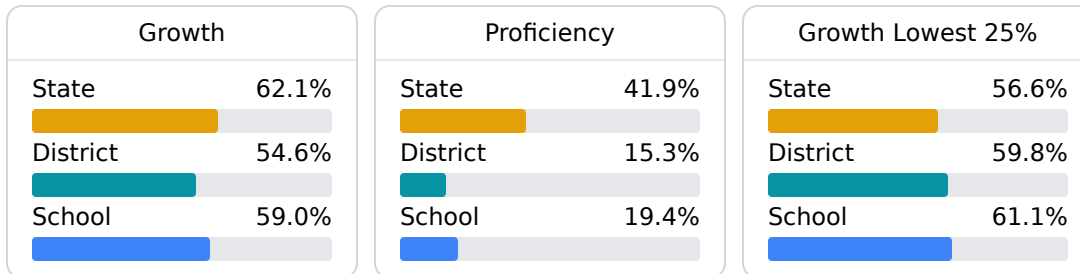 Growth
State 62.1%
District 54.6%
School 59.0%
Proficiency
State 41.9%
District 15.3%
School 19.4%
Growth Lowest 25%
State 56.6%
District 59.8%
School 61.1%